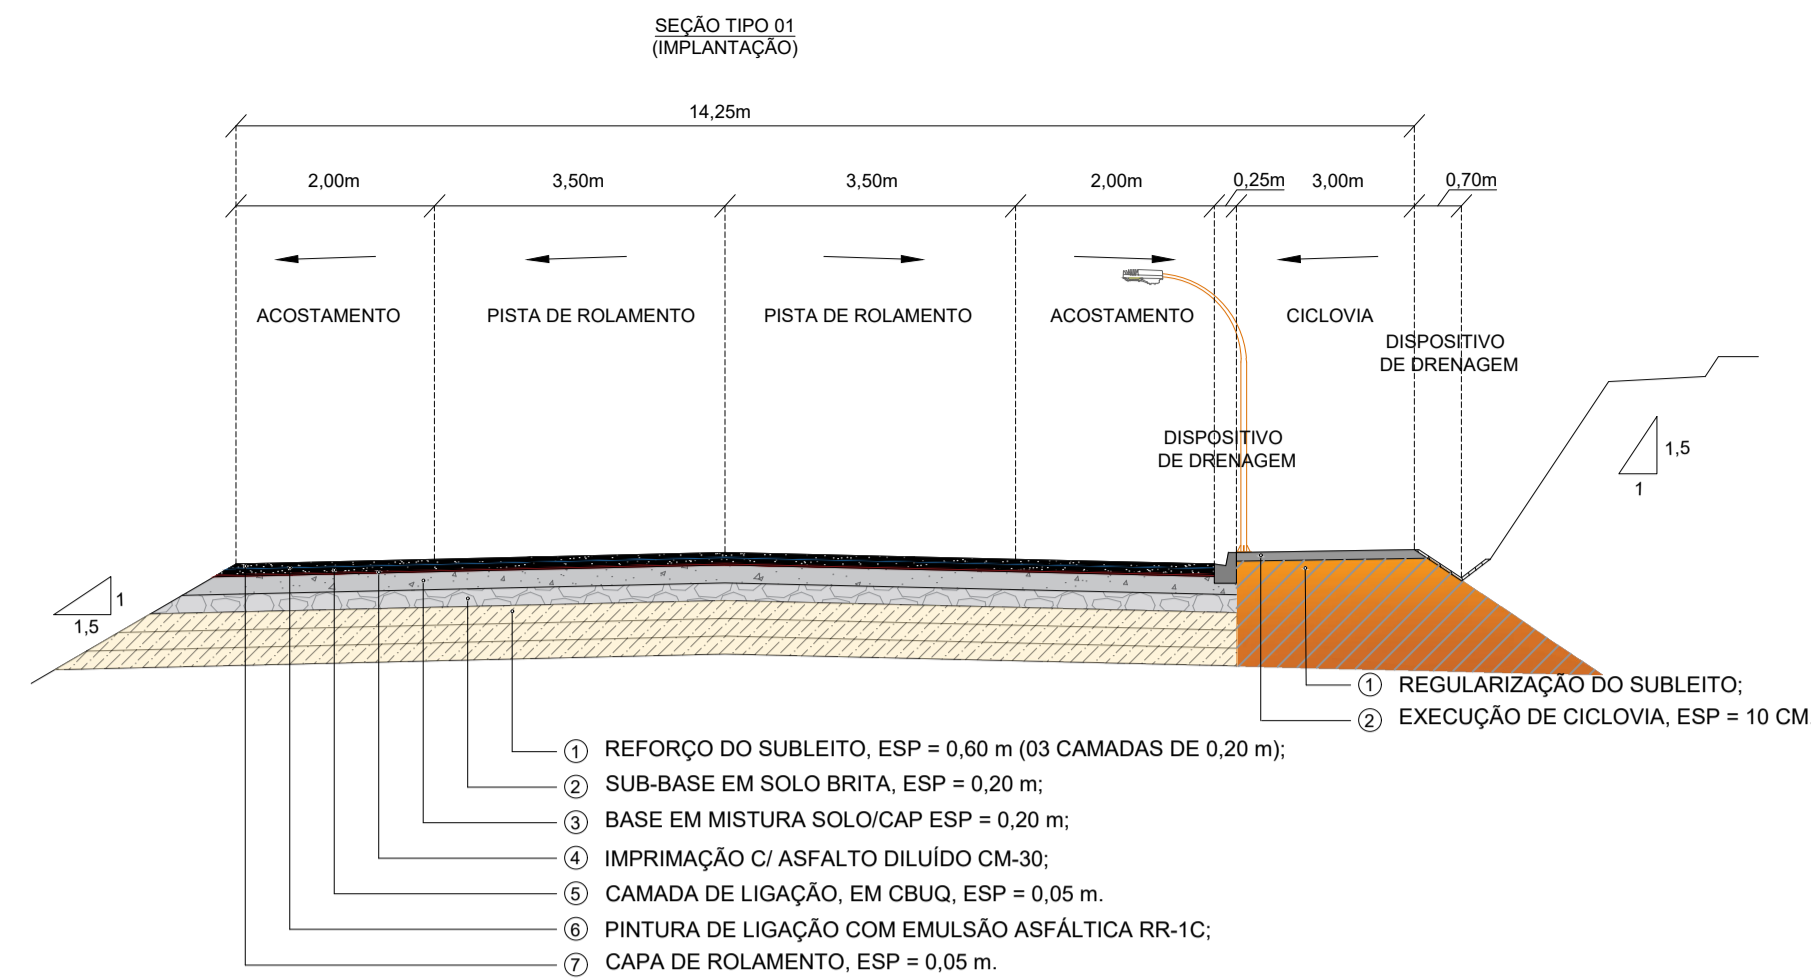 SEÇÃO TIPO 01
(IMPLANTAÇÃO)
14,25m
2,00m
3,50m
3,50m
2,00m
0,25m
3,00m
0,70m
ACOSTAMENTO
PISTA DE ROLAMENTO
PISTA DE ROLAMENTO
ACOSTAMENTO
CICLOVIA
DISPOSITIVO
DE DRENAGEM
DISPOSITIVO
DE DRENAGEM
1,5
1
1
1,5
1 REGULARIZAÇÃO DO SUBLEITO;
2 EXECUÇÃO DE CICLOVIA, ESP = 10 CM.
1 REFORÇO DO SUBLEITO, ESP = 0,60 m (03 CAMADAS DE 0,20 m);
2 SUB-BASE EM SOLO BRITA, ESP = 0,20 m;
3 BASE EM MISTURA SOLO/CAP ESP = 0,20 m;
4 IMPRIMAÇÃO C/ ASFALTO DILUÍDO CM-30;
5 CAMADA DE LIGAÇÃO, EM CBUQ, ESP = 0,05 m.
6 PINTURA DE LIGAÇÃO COM EMULSÃO ASFÁLTICA RR-1C;
7 CAPA DE ROLAMENTO, ESP = 0,05 m.